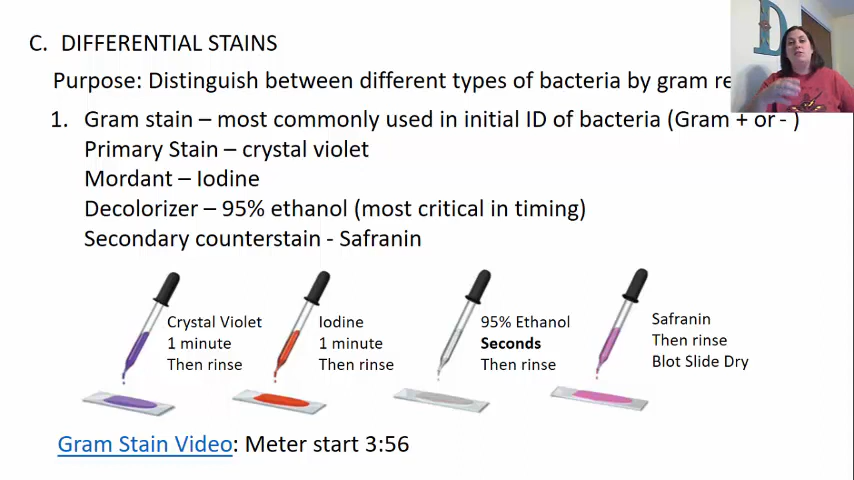 C. DIFFERENTIAL STAINS
Purpose: Distinguish between different types of bacteria by gram
1. Gram stain – most commonly used in initial ID of bacteria (Gram + or - )
Primary Stain – crystal violet
Mordant – Iodine
Decolorizer – 95% ethanol (most critical in timing)
Secondary counterstain - Safranin
Crystal Violet
1 minute
Then rinse
Iodine
1 minute
Then rinse
95% Ethanol
Seconds
Then rinse
Safranin
Then rinse
Blot Slide Dry
Gram Stain Video: Meter start 3:56